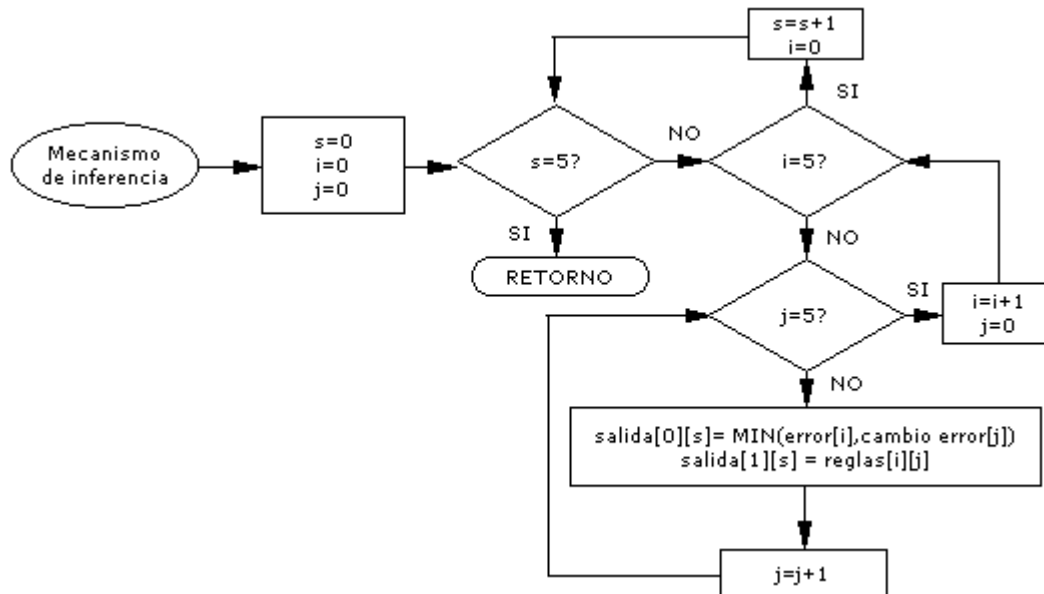 s=s+1
i=0
SI
Mecanismo
de inferencia
s=0
i=0
j=0
s=5?
NO
i=5?
SI
NO
RETORNO
j=5?
SI
i=i+1
j=0
NO
salida[0][s]= MIN(error[i],cambio error[j])
salida[1][s] = reglas[i][j]
j=j+1